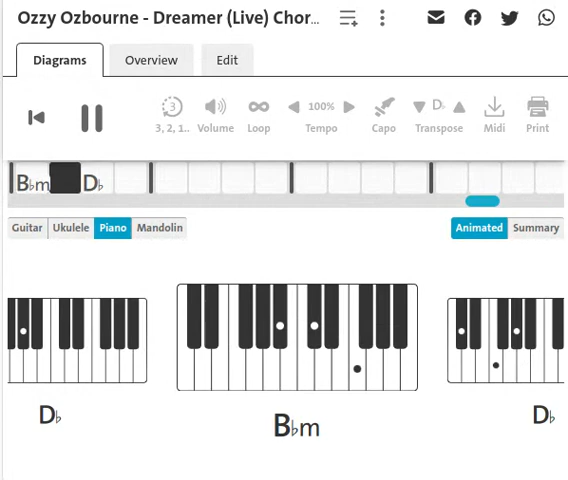 Ozzy Ozbourne - Dreamer (Live) Chor...
Diagrams Overview Edit
3 100% D♭
3, 2, 1.. Volume Loop Tempo Capo Transpose Midi Print
B♭m D♭
Guitar Ukulele Piano Mandolin Animated Summary
D♭ B♭m D♭